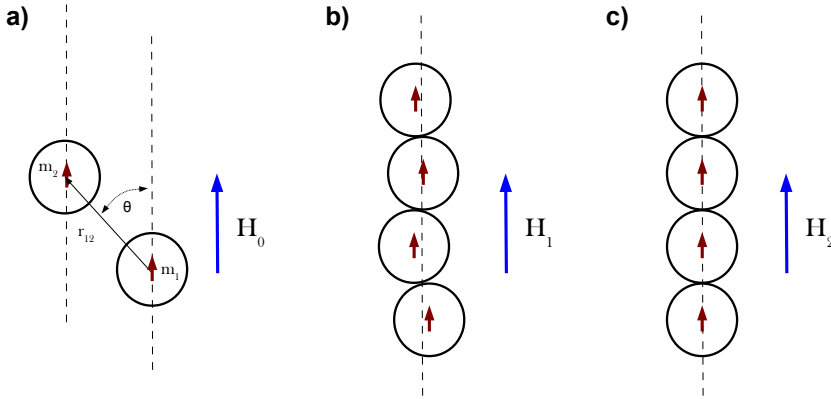 a)
b)
c)
m₂
θ
r₁₂
m₁
H₀
H₁
H₂